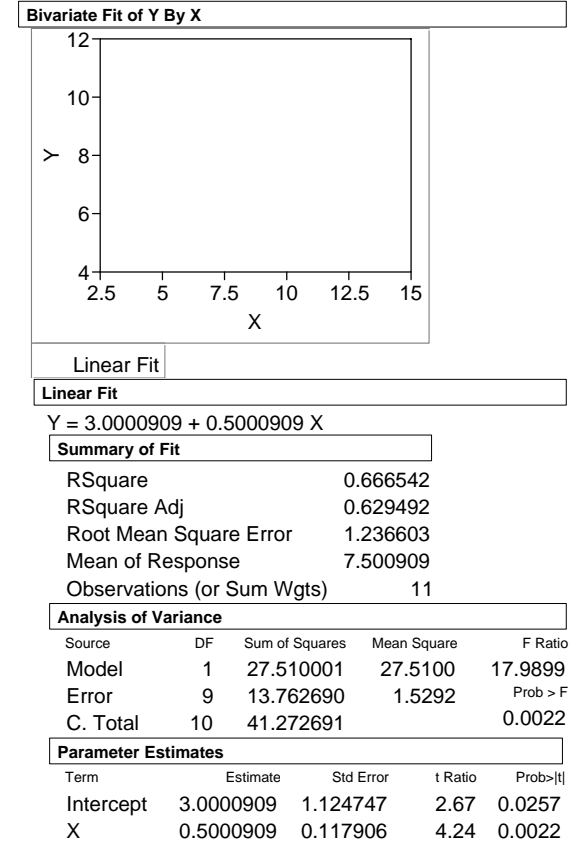 Bivariate Fit of Y By X
12
10
8
6
4
Y
2.5 5 7.5 10 12.5 15
X
Linear Fit
Linear Fit
Y = 3.0000909 + 0.5000909 X
Summary of Fit
RSquare 0.666542
RSquare Adj 0.629492
Root Mean Square Error 1.236603
Mean of Response 7.500909
Observations (or Sum Wgts) 11
Analysis of Variance
Source DF Sum of Squares Mean Square F Ratio
Model 1 27.510001 27.5100 17.9899
Error 9 13.762690 1.5292 Prob > F
C. Total 10 41.272691 0.0022
Parameter Estimates
Term Estimate Std Error t Ratio Prob>|t|
Intercept 3.0000909 1.124747 2.67 0.0257
X 0.5000909 0.117906 4.24 0.0022